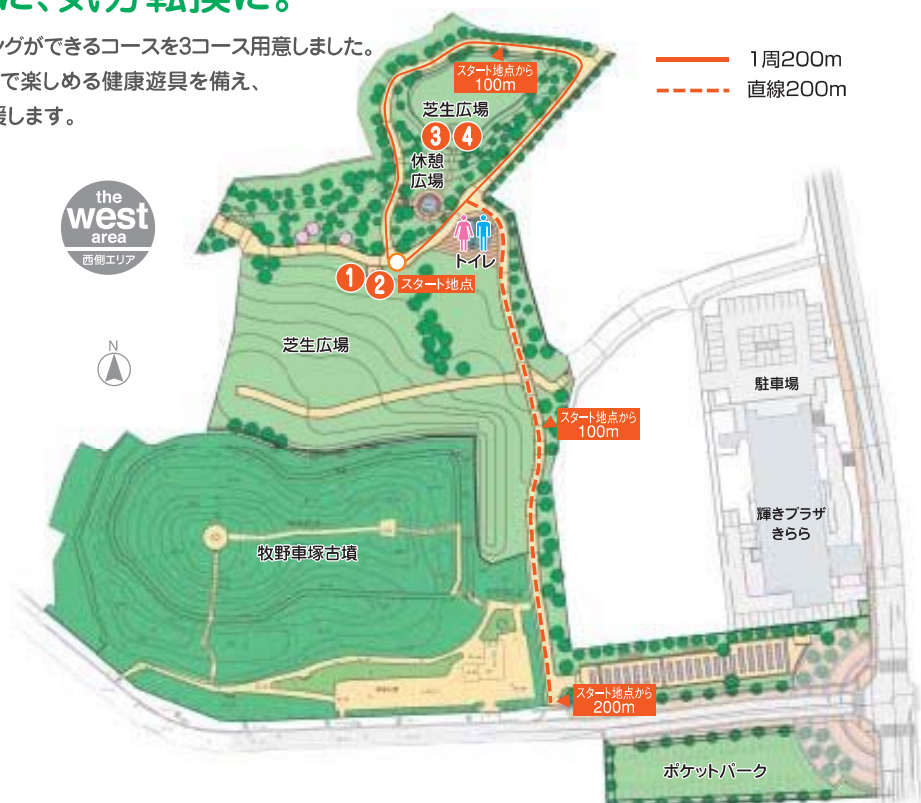 に、気分転換に。
ングができるコースを3コース用意しました。
で楽しめる健康遊具を備え、
援します。
1周200m
直線200m
スタート地点から
100m
芝生広場
3 4
休憩
広場
the
west
area
西側エリア
トイレ
1 2 スタート地点
N
芝生広場
駐車場
スタート地点から
100m
輝きプラザ
きらら
牧野車塚古墳
スタート地点から
200m
ポケットパーク